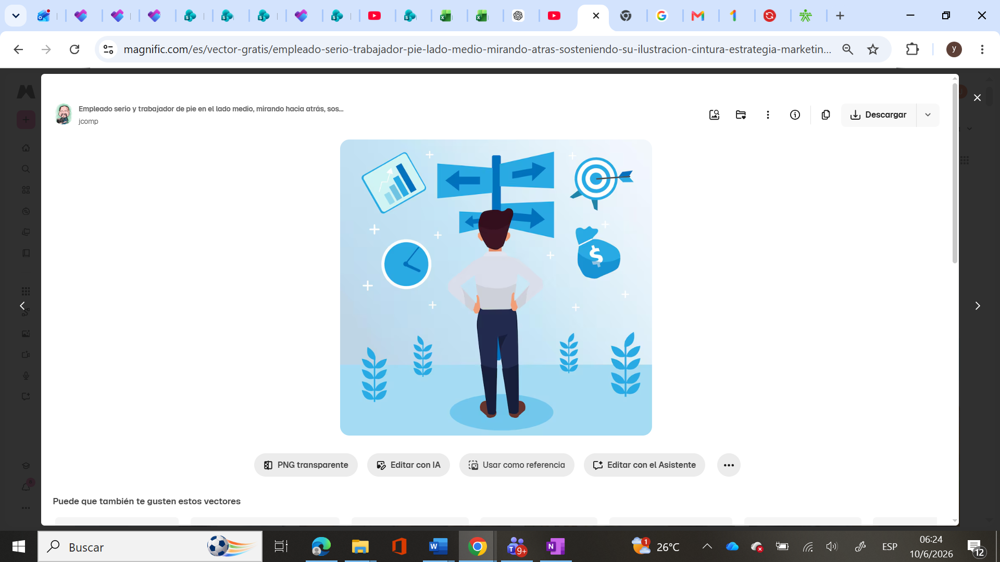 magnific.com/es/vector-gratis/empleado-serio-trabajador-pie-lado-medio-mirando-atras-sosteniendo-su-ilustracion-cintura-estrategia-marketin...
y
Empleado serio y trabajador de pie en el lado medio, mirando hacia atrás, sos...
jcomp
Descargar
$
PNG transparente
Editar con IA
Usar como referencia
Editar con el Asistente
Puede que también te gusten estos vectores
Buscar
9+
1
26°C
ESP
06:24
10/6/2026
12